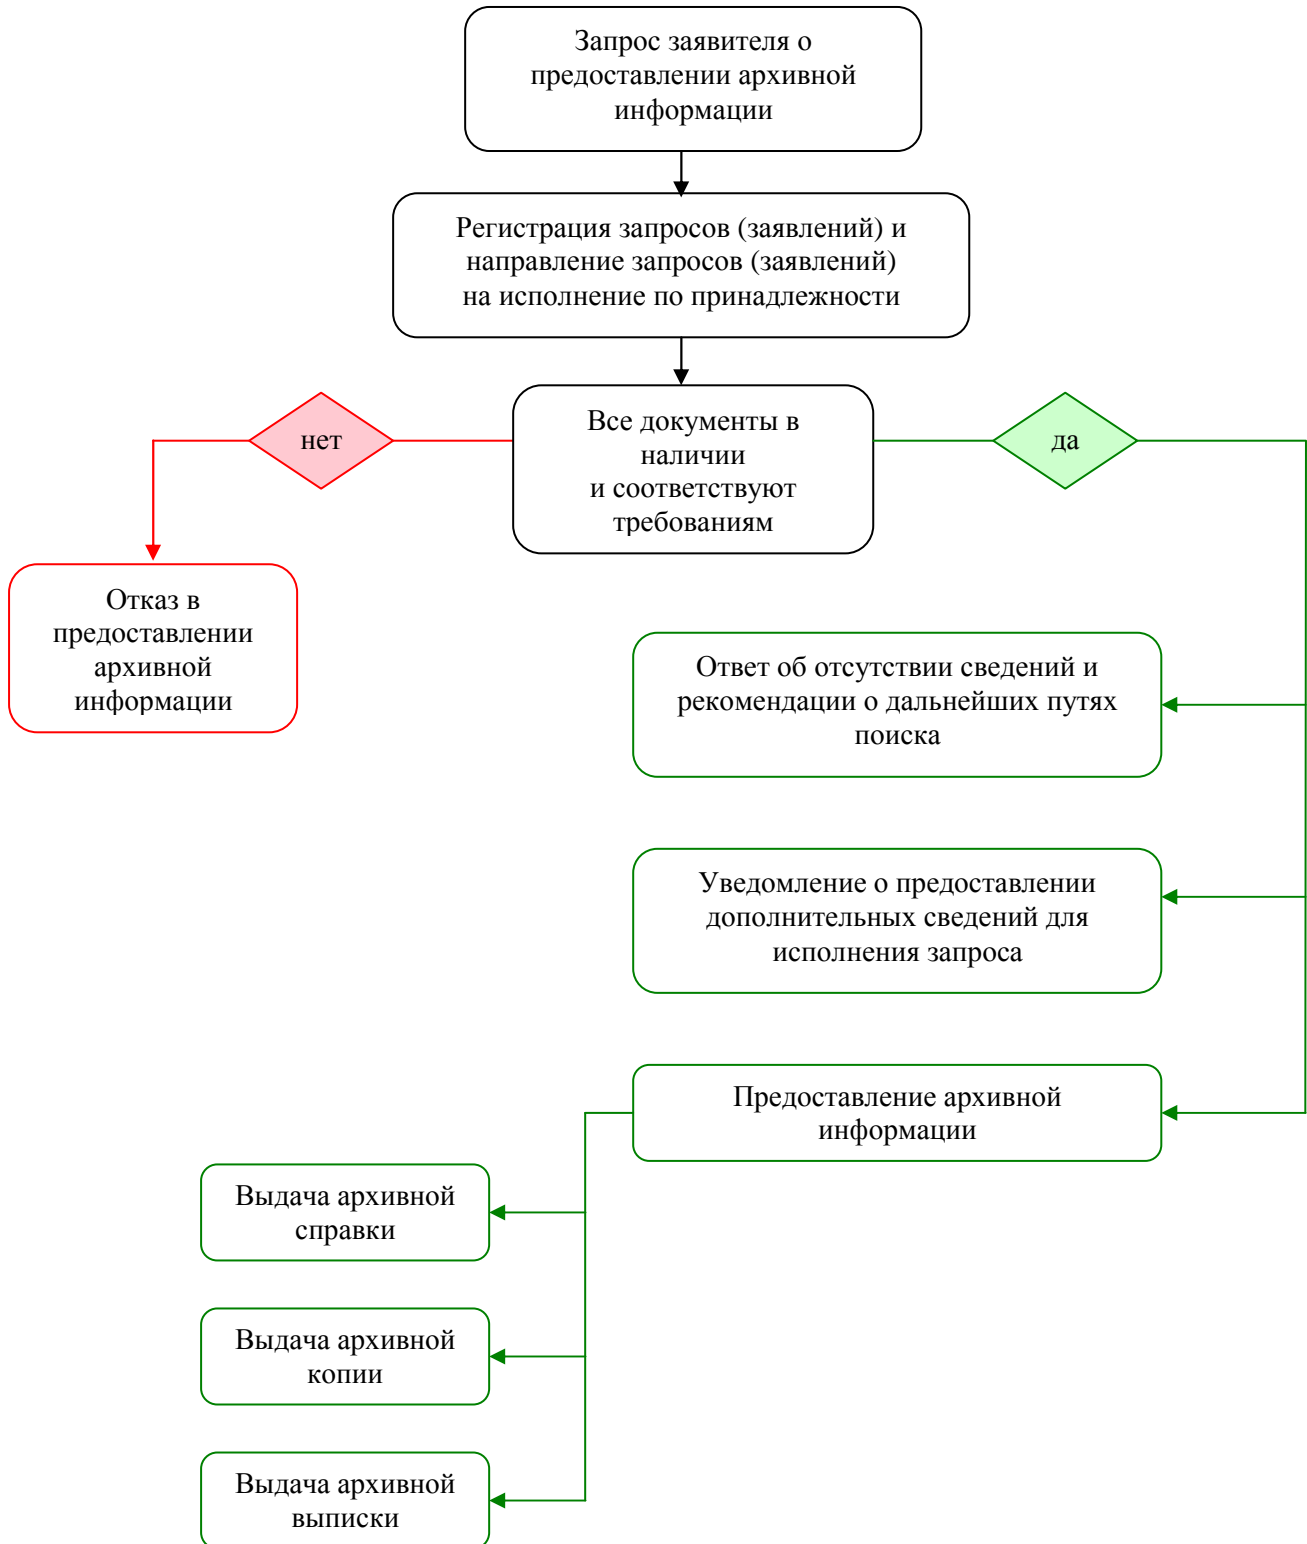 Запрос заявителя о
предоставлении архивной
информации
Регистрация запросов (заявлений) и
направление запросов (заявлений)
на исполнение по принадлежности
нет
Все документы в
наличии
и соответствуют
требованиям
да
Отказ в
предоставлении
архивной
информации
Ответ об отсутствии сведений и
рекомендации о дальнейших путях
поиска
Уведомление о предоставлении
дополнительных сведений для
исполнения запроса
Предоставление архивной
информации
Выдача архивной
справки
Выдача архивной
копии
Выдача архивной
выписки